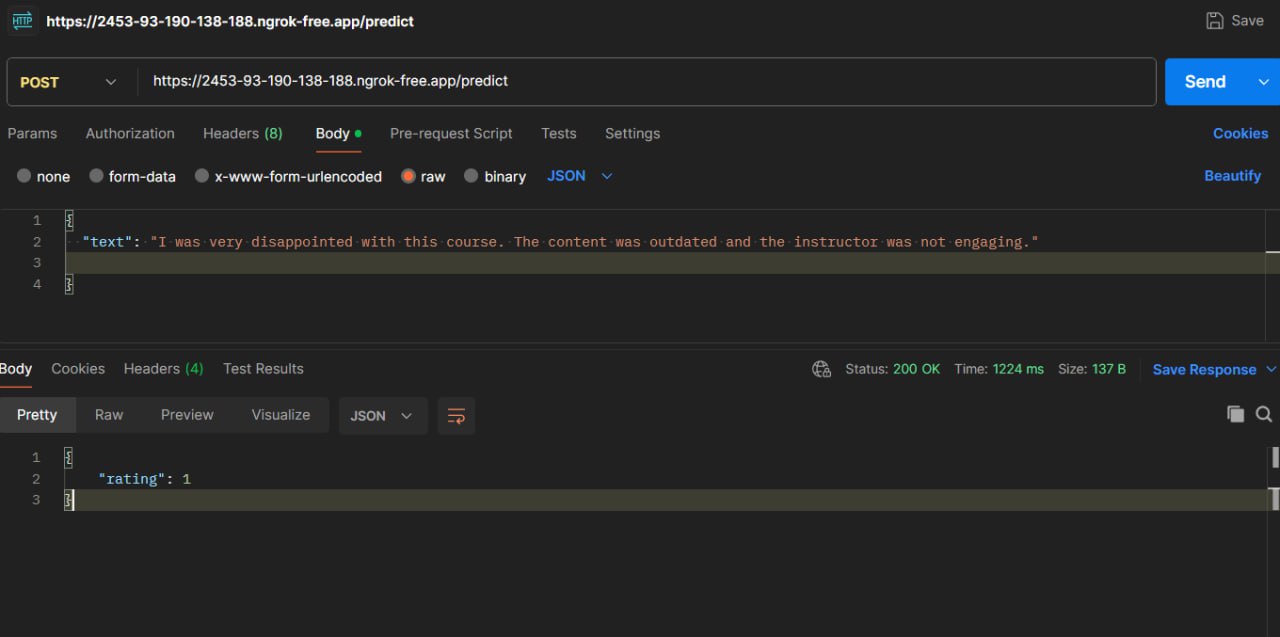 HTTP https://2453-93-190-138-188.ngrok-free.app/predict Save
POST https://2453-93-190-138-188.ngrok-free.app/predict Send
Params Authorization Headers (8) Body Pre-request Script Tests Settings Cookies
none form-data x-www-form-urlencoded raw binary JSON Beautify
1 {
2 "text": "I was very disappointed with this course. The content was outdated and the instructor was not engaging."
3
4 }
Body Cookies Headers (4) Test Results Status: 200 OK Time: 1224 ms Size: 137 B Save Response
Pretty Raw Preview Visualize JSON
1 {
2 "rating": 1
3 }